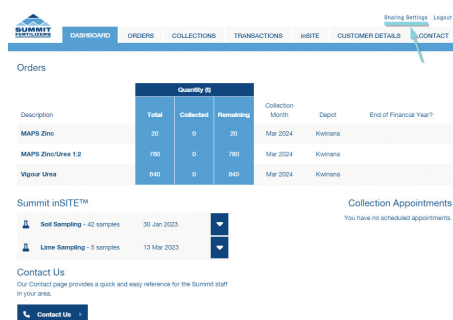 Sharing Settings Logout
SUMMIT
FERTILIZERS
DASHBOARD ORDERS COLLECTIONS TRANSACTIONS inSITE CUSTOMER DETAILS CONTACT
Orders
Quantity (t)
Description Total Collected Remaining Collection Month Depot End of Financial Year?
MAPS Zinc 20 0 20 Mar 2024 Kwinana
MAPS Zinc/Urea 1:2 780 0 780 Mar 2024 Kwinana
Vigour Urea 840 0 840 Mar 2024 Kwinana
Summit inSITE™ Collection Appointments
You have no scheduled appointments.
Soil Sampling - 42 samples 30 Jan 2023
Lime Sampling - 5 samples 13 Mar 2023
Contact Us
Our Contact page provides a quick and easy reference for the Summit staff
in your area.
Contact Us